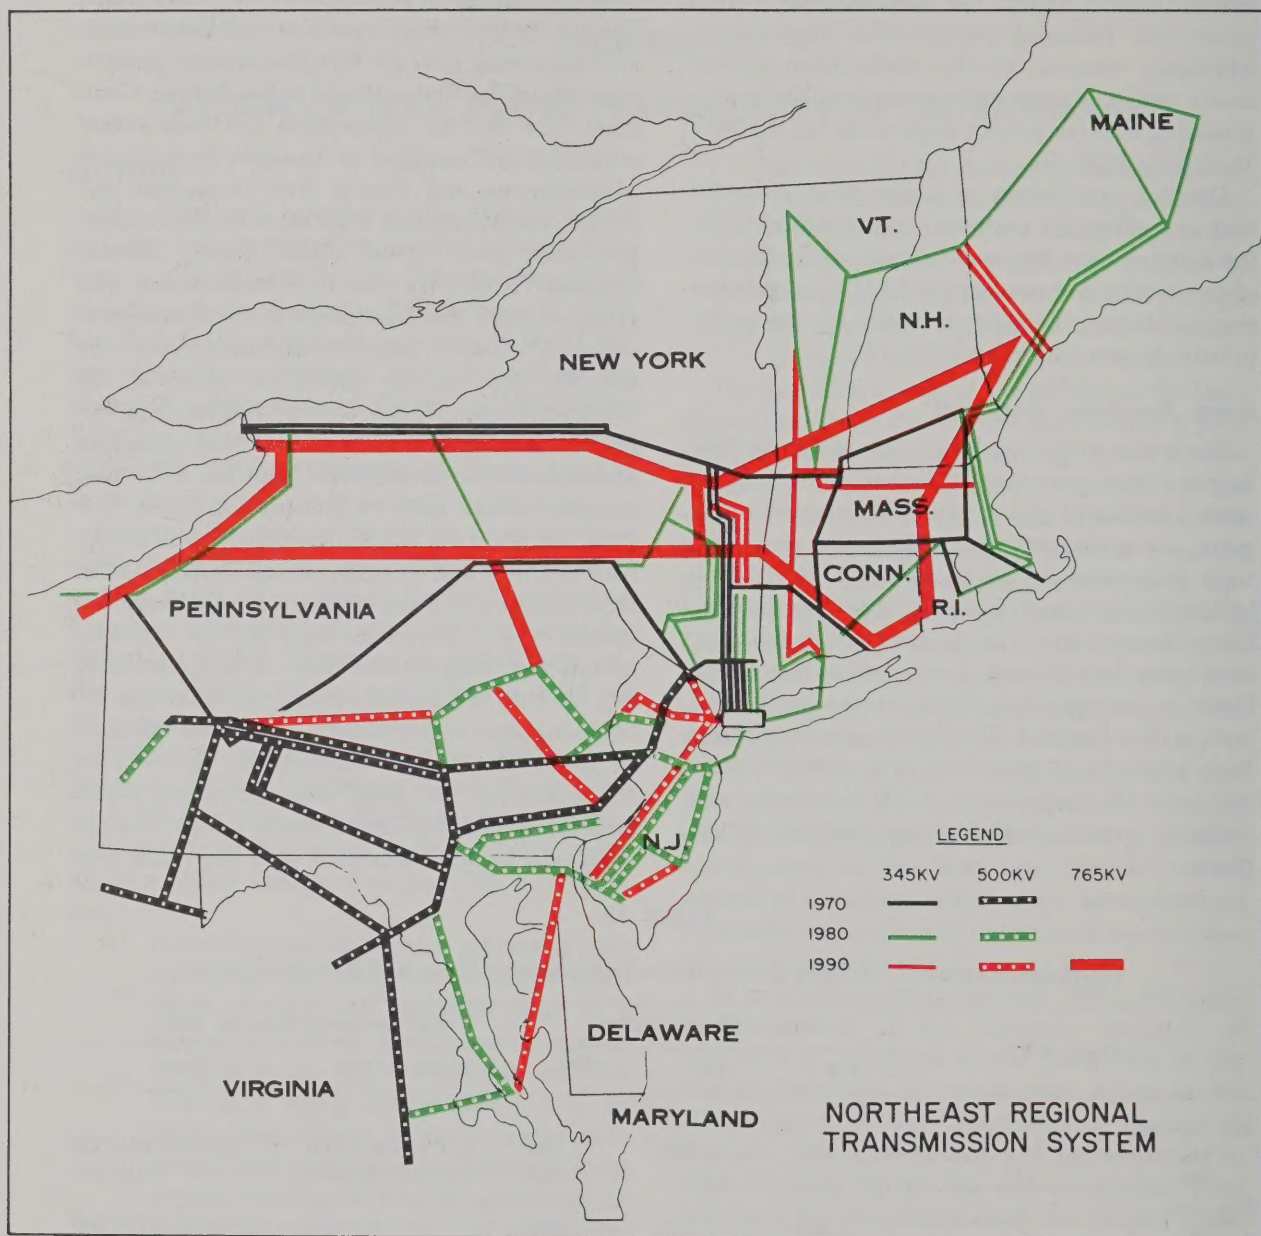 MAINE
VT.
N.H.
NEW YORK
MASS.
CONN.
R.I.
PENNSYLVANIA
N.J.
LEGEND
345KV 500KV 765KV
1970
1980
1990
DELAWARE
VIRGINIA
MARYLAND
NORTHEAST REGIONAL
TRANSMISSION SYSTEM